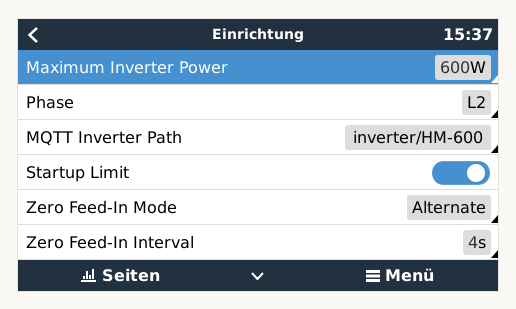 Einrichtung 15:37
Maximum Inverter Power 600W
Phase L2
MQTT Inverter Path inverter/HM-600
Startup Limit
Zero Feed-In Mode Alternate
Zero Feed-In Interval 4s
Seiten Menü